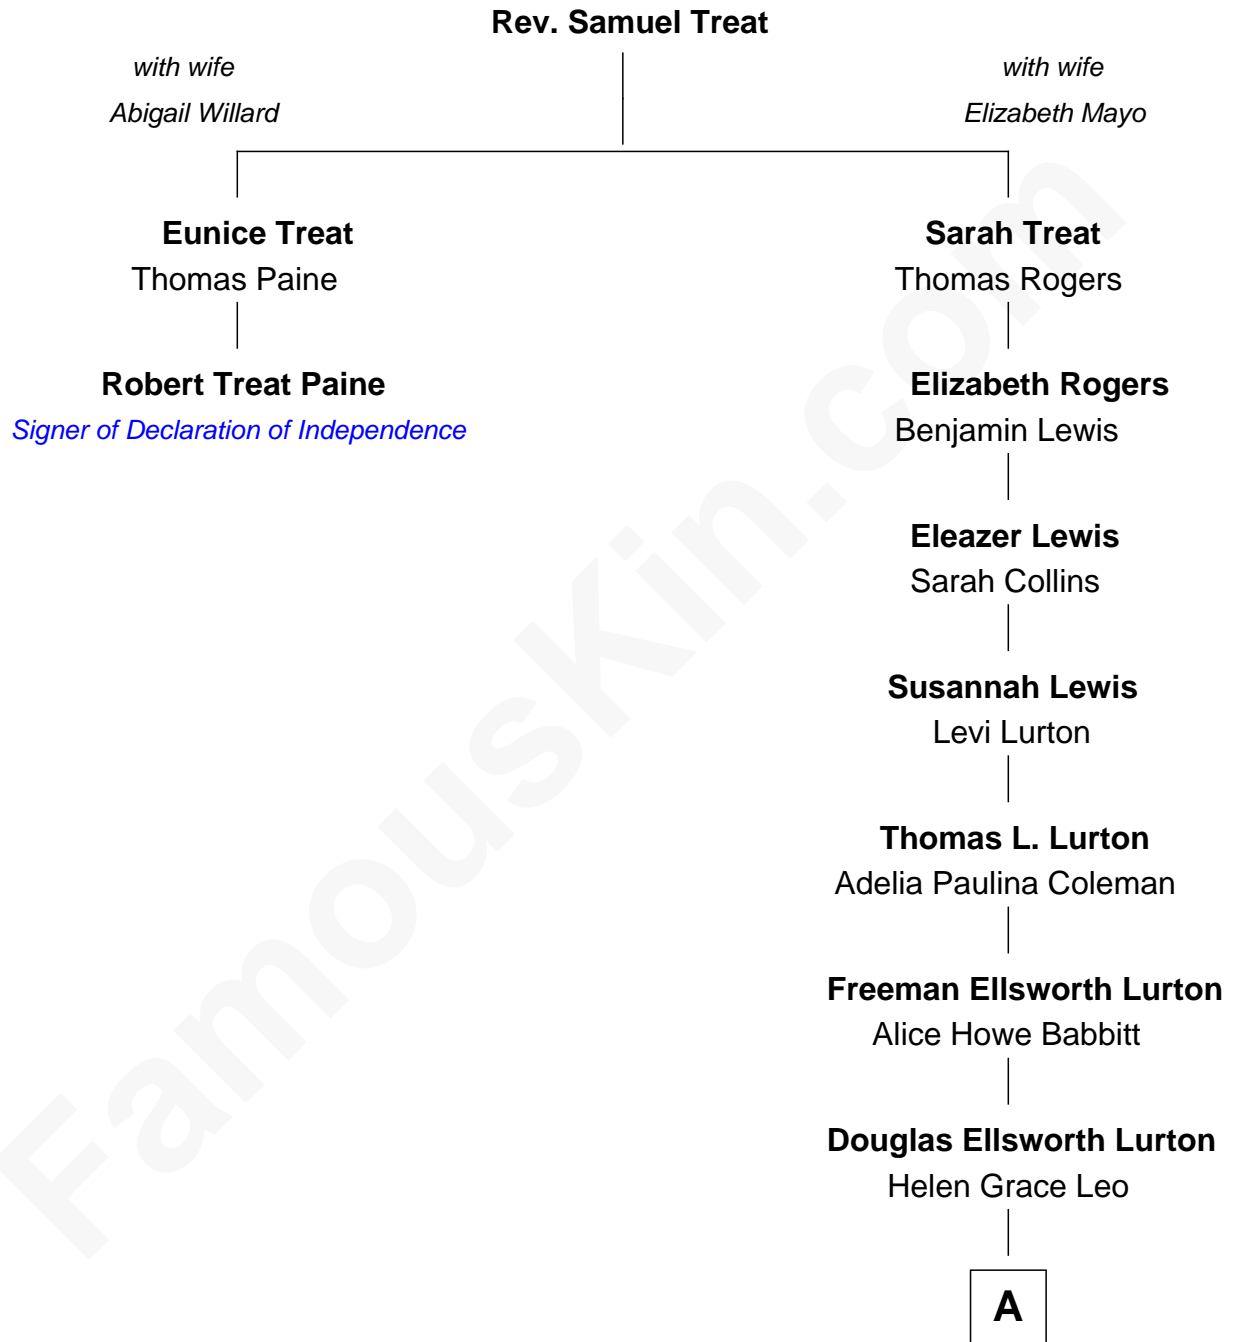 Rev. Samuel Treat
with wife
Abigail Willard
with wife
Elizabeth Mayo
Eunice Treat
Thomas Paine
Sarah Treat
Thomas Rogers
Robert Treat Paine
Signer of Declaration of Independence
Elizabeth Rogers
Benjamin Lewis
Eleazer Lewis
Sarah Collins
Susannah Lewis
Levi Lurton
Thomas L. Lurton
Adelia Paulina Coleman
Freeman Ellsworth Lurton
Alice Howe Babbitt
Douglas Ellsworth Lurton
Helen Grace Leo
A
FamousKin.com